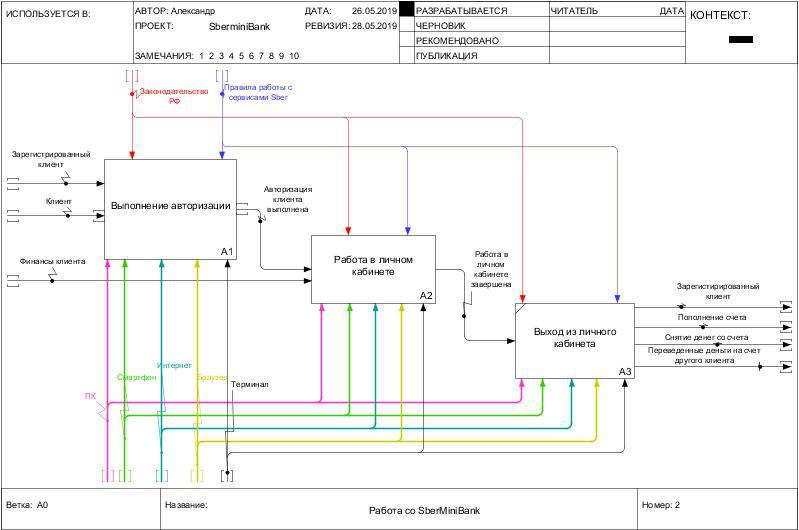 ИСПОЛЬЗУЕТСЯ В:
АВТОР: Александр
ДАТА: 26.05.2019
РАЗРАБАТЫВАЕТСЯ
ЧИТАТЕЛЬ
ДАТА
КОНТЕКСТ:
ПРОЕКТ: SberminiBank
РЕВИЗИЯ: 28.05.2019
ЧЕРНОВИК
РЕКОМЕНДОВАНО
ЗАМЕЧАНИЯ: 1 2 3 4 5 6 7 8 9 10
ПУБЛИКАЦИЯ
Законодательство
РФ
Правила работы с
сервисами Sber
Зарегистрированный
клиент
Клиент
Финансы клиента
Выполнение авторизации
A1
Авторизация
клиента
выполнена
Работа в личном
кабинете
A2
Работа в
личном
кабинете
завершена
Выход из личного
кабинета
A3
Зарегистрированный
клиент
Пополнение счета
Снятие денег со счета
Переведенные деньги на счет
другого клиента
Интернет
Смартфон
Браузер
Терминал
ПК
Ветка: A0
Название:
Работа со SberMiniBank
Номер: 2